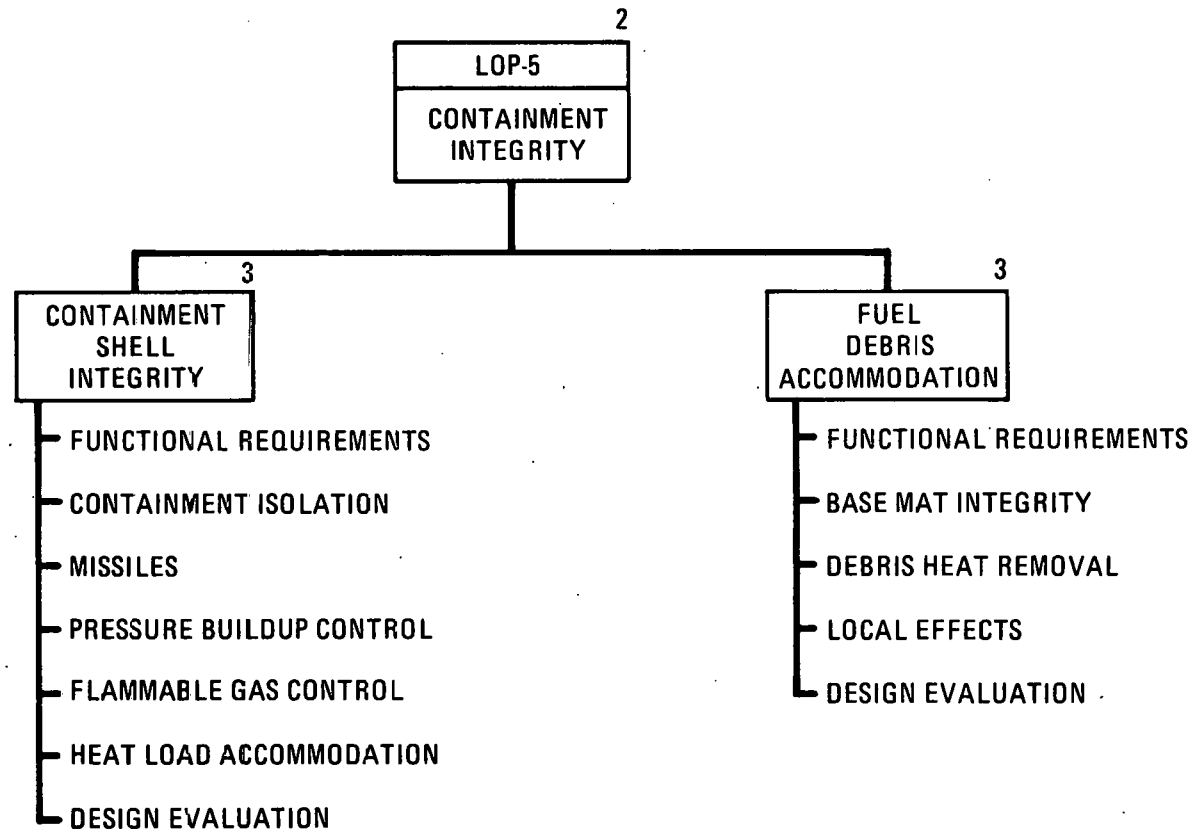 2
LOP-5
CONTAINMENT
INTEGRITY
3
CONTAINMENT
SHELL
INTEGRITY
FUNCTIONAL REQUIREMENTS
CONTAINMENT ISOLATION
MISSILES
PRESSURE BUILDUP CONTROL
FLAMMABLE GAS CONTROL
HEAT LOAD ACCOMMODATION
DESIGN EVALUATION
3
FUEL
DEBRIS
ACCOMMODATION
FUNCTIONAL REQUIREMENTS
BASE MAT INTEGRITY
DEBRIS HEAT REMOVAL
LOCAL EFFECTS
DESIGN EVALUATION